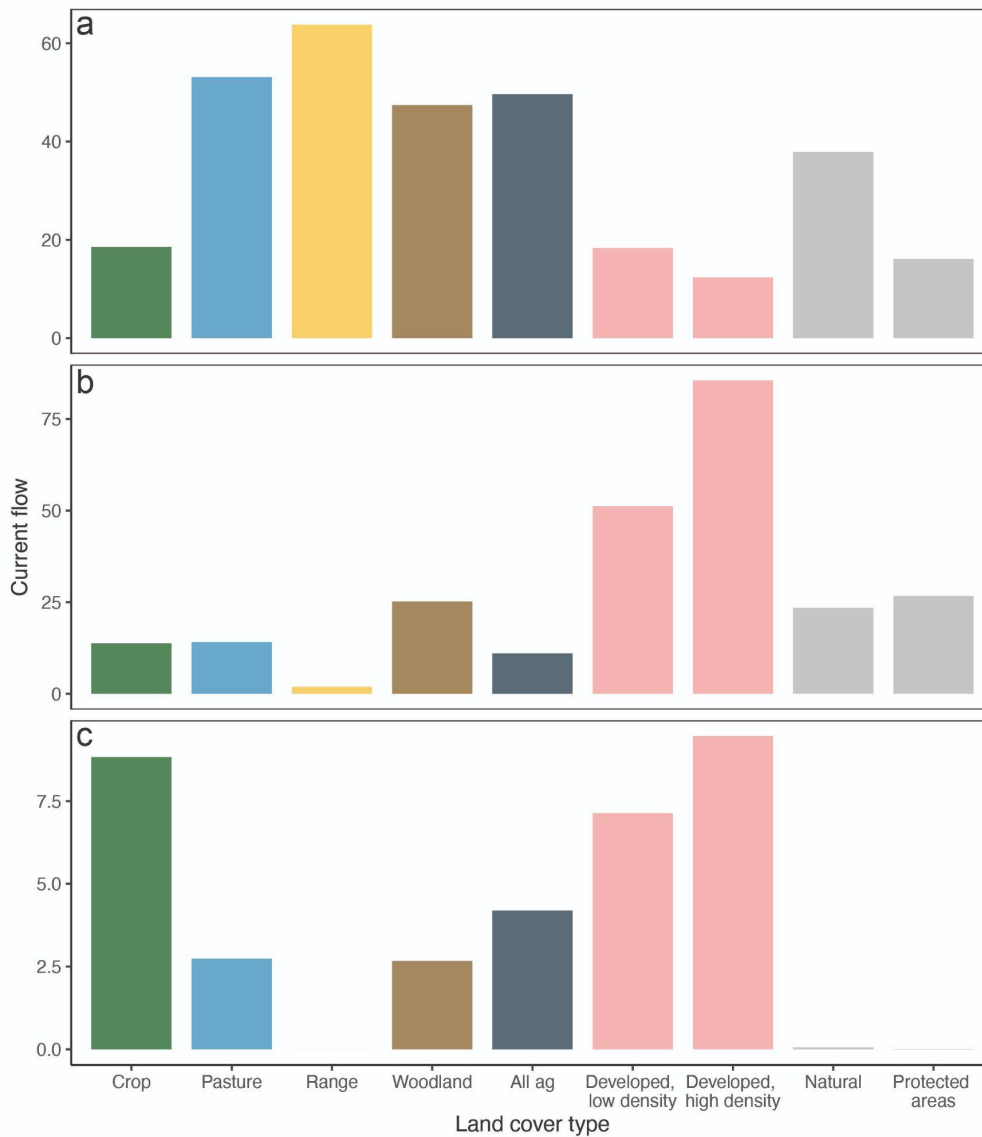 a
60
40
20
0
b
75
50
25
0
c
7.5
5.0
2.5
0.0
Current flow
Crop Pasture Range Woodland All ag Developed, low density Developed, high density Natural Protected areas
Land cover type